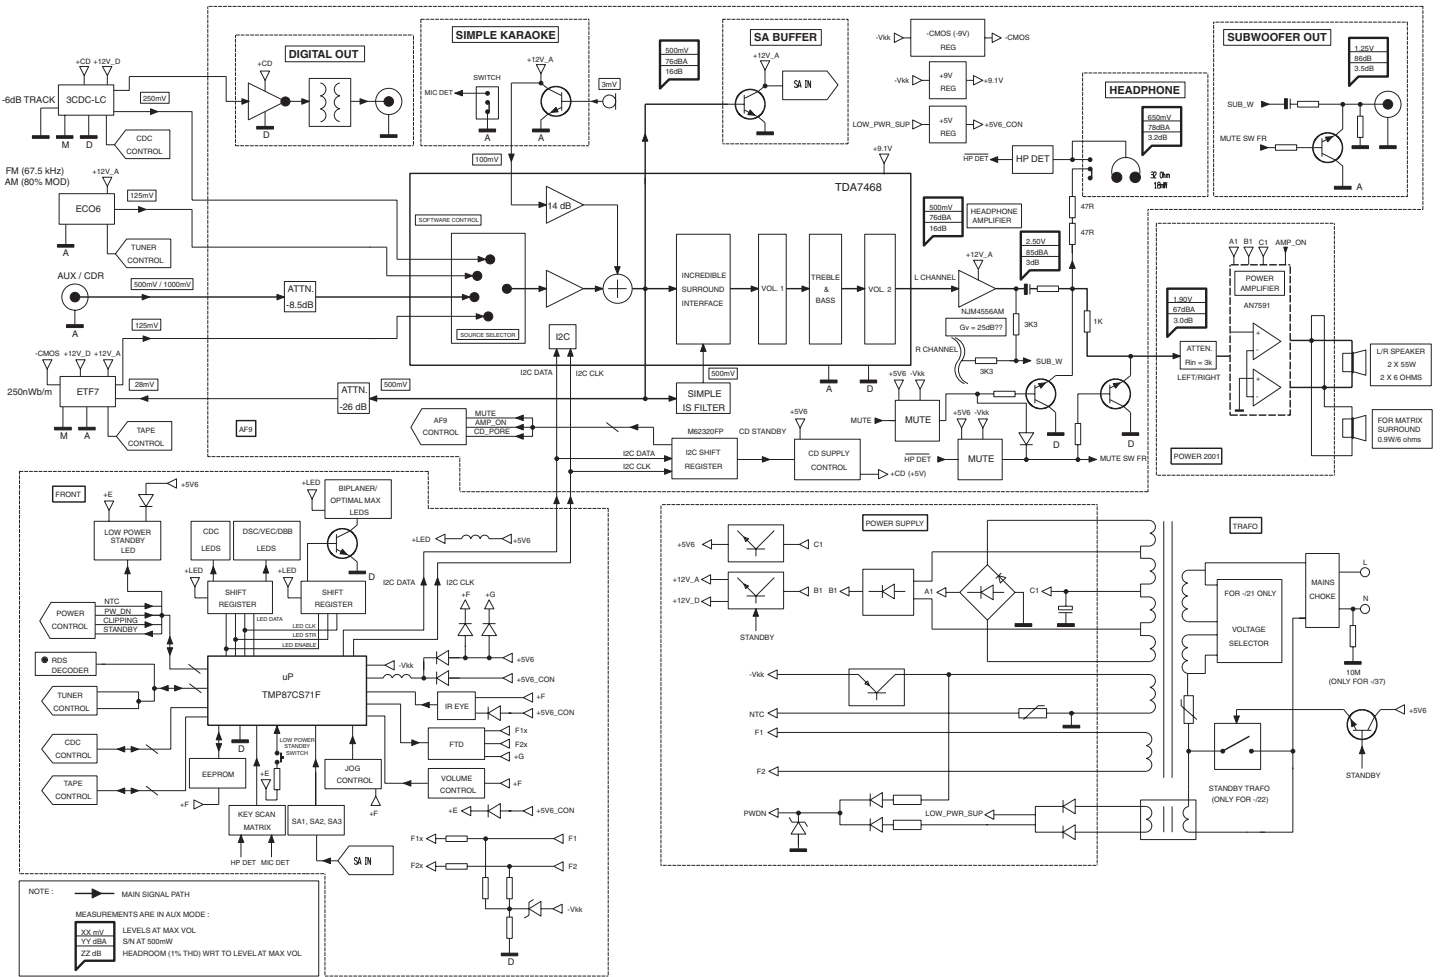 DIGITAL OUT
+CD
D
+CD +12V_D
-6dB TRACK
3CDC-LC
250mV
M
D
CDC
CONTROL
FM (67.5 kHz)
AM (80% MOD)
+12V_A
125mV
ECO6
A
TUNER
CONTROL
AUX / CDR
500mV / 1000mV
A
ATTN.
-8.5dB
125mV
-CMOS +12V_D +12V_A
250nWb/m
ETF7
28mV
M
A
TAPE
CONTROL
ATTN.
-26 dB
500mV
AF9
SIMPLE KARAOKE
+12V_A
SWITCH
MIC DET
3mV
A
A
100mV
500mV
76dBA
16dB
SA BUFFER
+12V_A
SA IN
-Vkk
-CMOS (-9V)
REG
-CMOS
-Vkk
+9V
REG
+9.1V
LOW_PWR_SUP
+5V
REG
+5V6_CON
HEADPHONE
650mV
78dBA
3.2dB
HP DET
HP DET
32 Ohm
18mW
47R
47R
SUBWOOFER OUT
1.25V
86dB
3.5dB
SUB_W
MUTE SW FR
A
+9.1V
TDA7468
14 dB
SOFTWARE CONTROL
SOURCE SELECTOR
I2C
I2C DATA
I2C CLK
INCREDIBLE
SURROUND
INTERFACE
VOL. 1
TREBLE
&
BASS
VOL. 2
A
D
500mV
SIMPLE
IS FILTER
500mV
76dBA
16dB
HEADPHONE
AMPLIFIER
2.50V
85dBA
3dB
+12V_A
L CHANNEL
NJM4556AM
Gv = 25dB??
R CHANNEL
3K3
3K3
SUB_W
1K
+5V6 -Vkk
MUTE
MUTE
+5V6 -Vkk
HP DET
MUTE
D
D
MUTE SW FR
AF9
CONTROL
MUTE
AMP_ON
CD_PORE
M62320FP
I2C SHIFT
REGISTER
I2C DATA
I2C CLK
CD STANDBY
+5V6
CD SUPPLY
CONTROL
+CD (+5V)
A1 B1 C1 AMP_ON
POWER
AMPLIFIER
AN7591
1.90V
67dBA
3.0dB
ATTEN.
Rin = 3k
LEFT/RIGHT
L/R SPEAKER
2 X 55W
2 X 6 OHMS
FOR MATRIX
SURROUND
0.9W/6 ohms
POWER 2001
FRONT
+E
+5V6
LOW POWER
STANDBY
LED
CDC
LEDS
DSC/VEC/DBB
LEDS
+LED
BIPLANER/
OPTIMAL MAX
LEDS
D
+LED
+LED
SHIFT
REGISTER
SHIFT
REGISTER
LED DATA
LED CLK
LED STR
LED ENABLE
+LED
+5V6
I2C DATA
I2C CLK
+F
+G
POWER
CONTROL
NTC
PW_DN
CLIPPING
STANDBY
RDS
DECODER
TUNER
CONTROL
CDC
CONTROL
TAPE
CONTROL
uP
TMP87CS71F
-Vkk
+5V6
+5V6_CON
IR EYE
+F
+5V6_CON
FTD
F1x
F2x
+G
VOLUME
CONTROL
+F
+E
+5V6_CON
D
LOW POWER
STANDBY
SWITCH
+E
EEPROM
+F
KEY SCAN
MATRIX
HP DET
MIC DET
SA1, SA2, SA3
SA IN
JOG
CONTROL
+F
F1x
F1
F2x
F2
-Vkk
D
NOTE :
MAIN SIGNAL PATH
MEASUREMENTS ARE IN AUX MODE :
XX mV
YY dBA
ZZ dB
LEVELS AT MAX VOL
S/N AT 500mW
HEADROOM (1% THD) WRT TO LEVEL AT MAX VOL
POWER SUPPLY
+5V6
C1
+12V_A
+12V_D
B1
B1
STANDBY
A1
C1
-Vkk
NTC
F1
F2
PWDN
LOW_PWR_SUP
TRAFO
FOR -/21 ONLY
VOLTAGE
SELECTOR
MAINS
CHOKE
L
N
10M
(ONLY FOR -/37)
+5V6
STANDBY
STANDBY TRAFO
(ONLY FOR -/22)